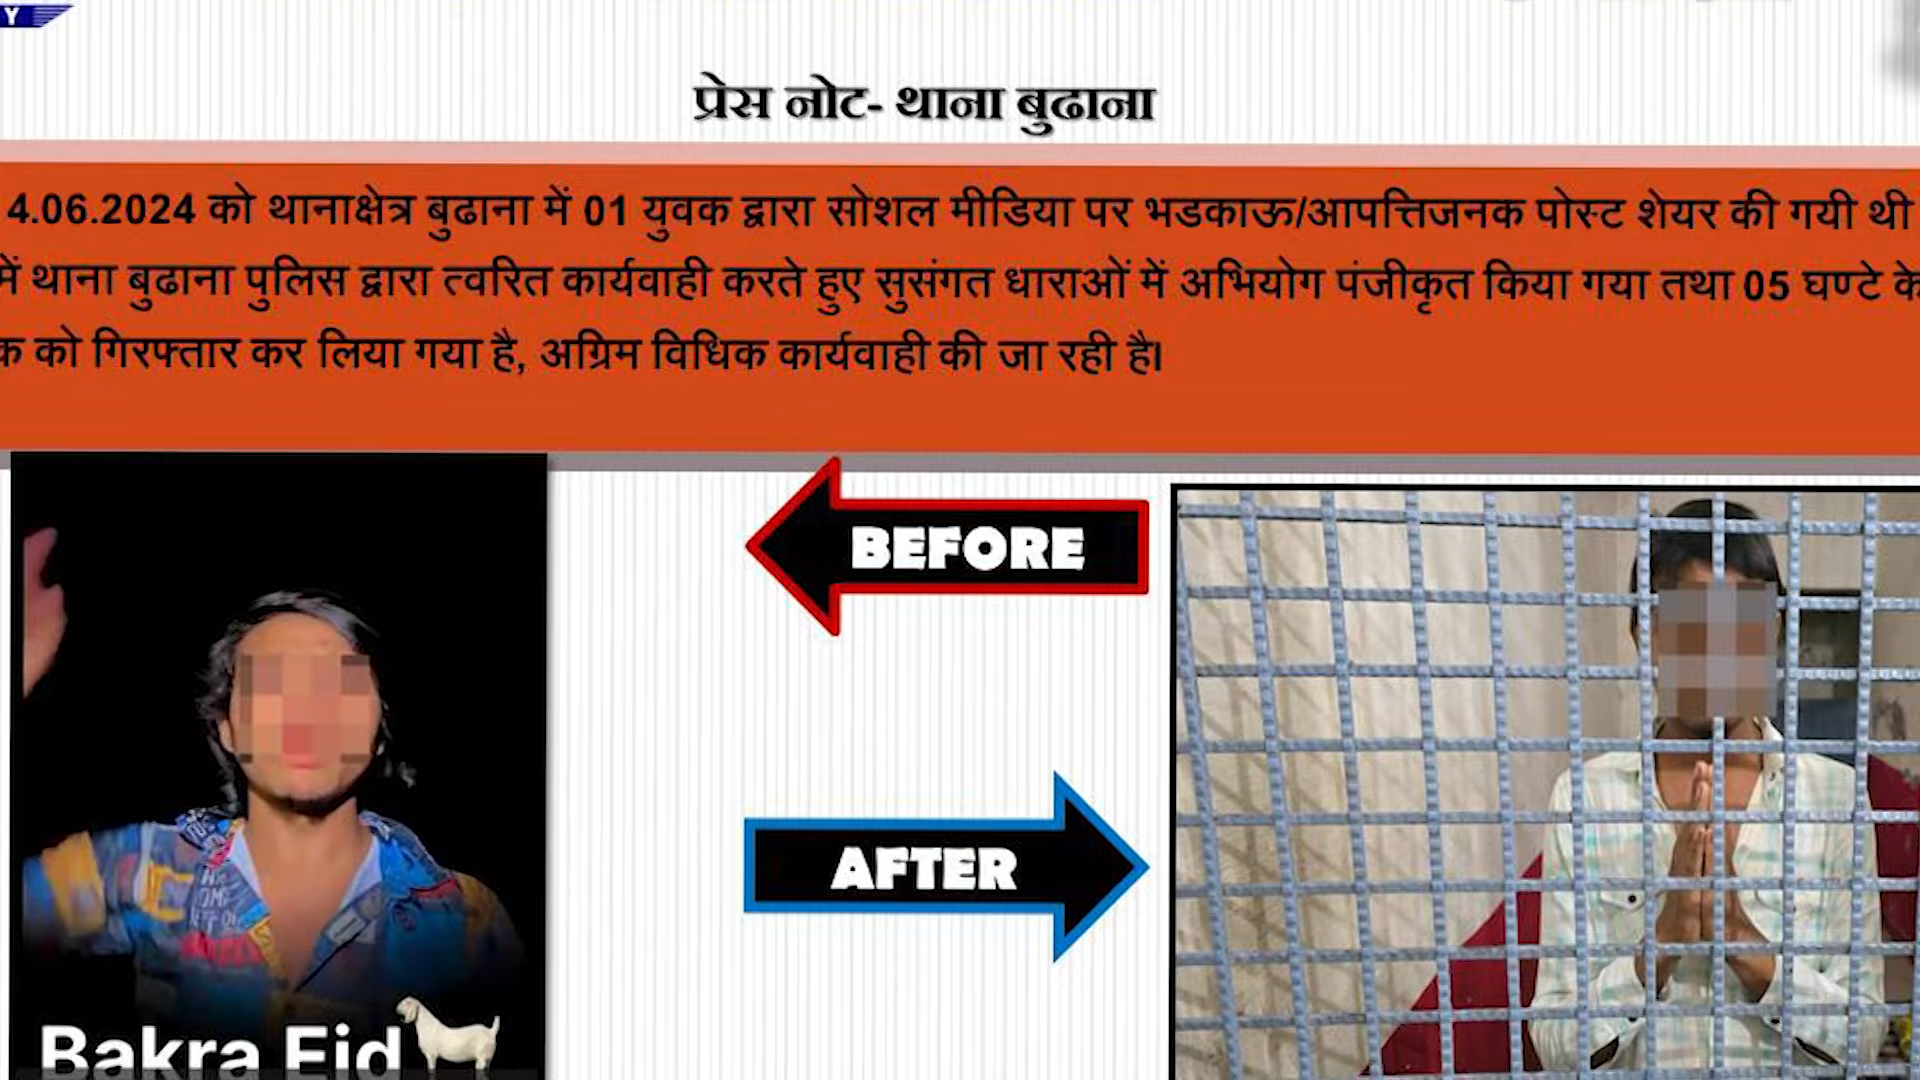 Y
प्रेस नोट- थाना बुढाना
4.06.2024 को थानाक्षेत्र बुढाना में 01 युवक द्वारा सोशल मीडिया पर भडकाऊ/आपत्तिजनक पोस्ट शेयर की गयी थी
में थाना बुढाना पुलिस द्वारा त्वरित कार्यवाही करते हुए सुसंगत धाराओं में अभियोग पंजीकृत किया गया तथा 05 घण्टे के
क को गिरफ्तार कर लिया गया है, अग्रिम विधिक कार्यवाही की जा रही है।
BEFORE
AFTER
Bakra Eid